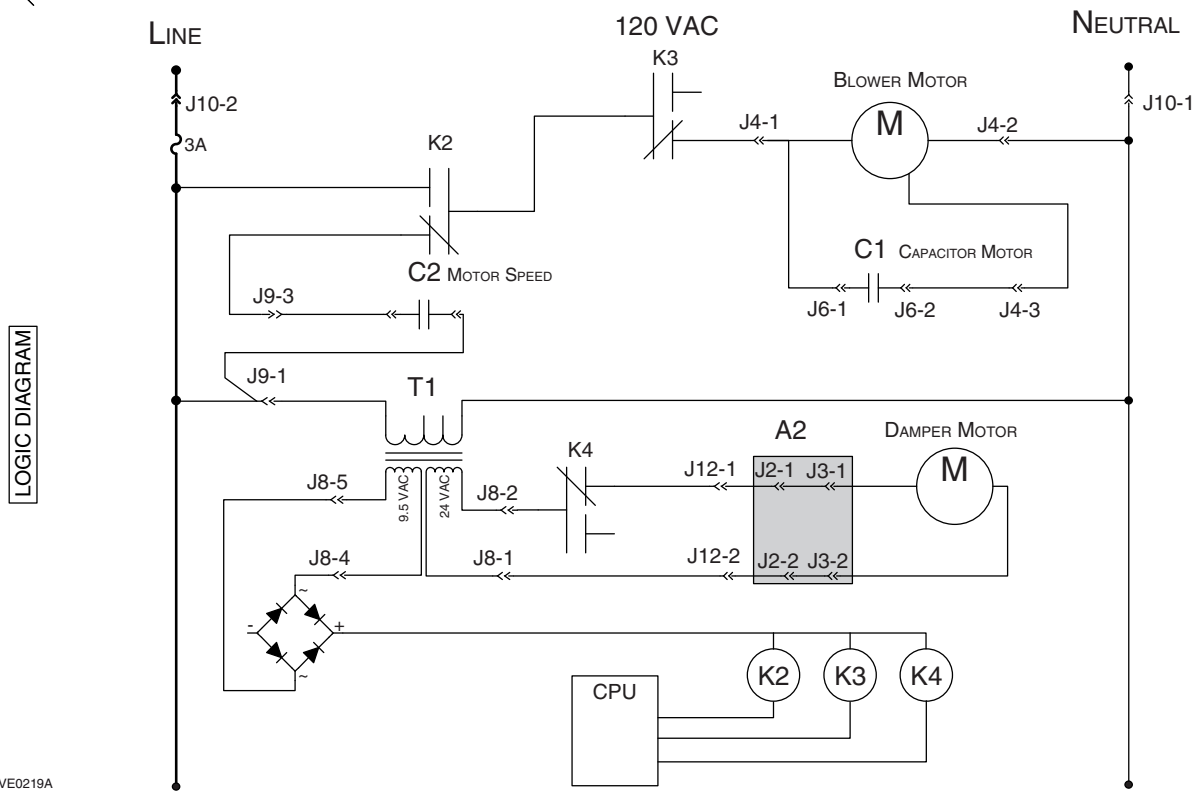 LINE
120 VAC
NEUTRAL
K3
BLOWER MOTOR
J10-2
J10-1
3A
K2
J4-1
M
J4-2
C2 MOTOR SPEED
C1 CAPACITOR MOTOR
J9-3
J6-1
J6-2
J4-3
LOGIC DIAGRAM
J9-1
T1
A2
DAMPER MOTOR
K4
J12-1
J2-1
J3-1
M
J8-5
9.5 VAC
24 VAC
J8-2
J8-4
J8-1
J12-2
J2-2
J3-2
~
-
+
~
K2
K3
K4
CPU
VE0219A